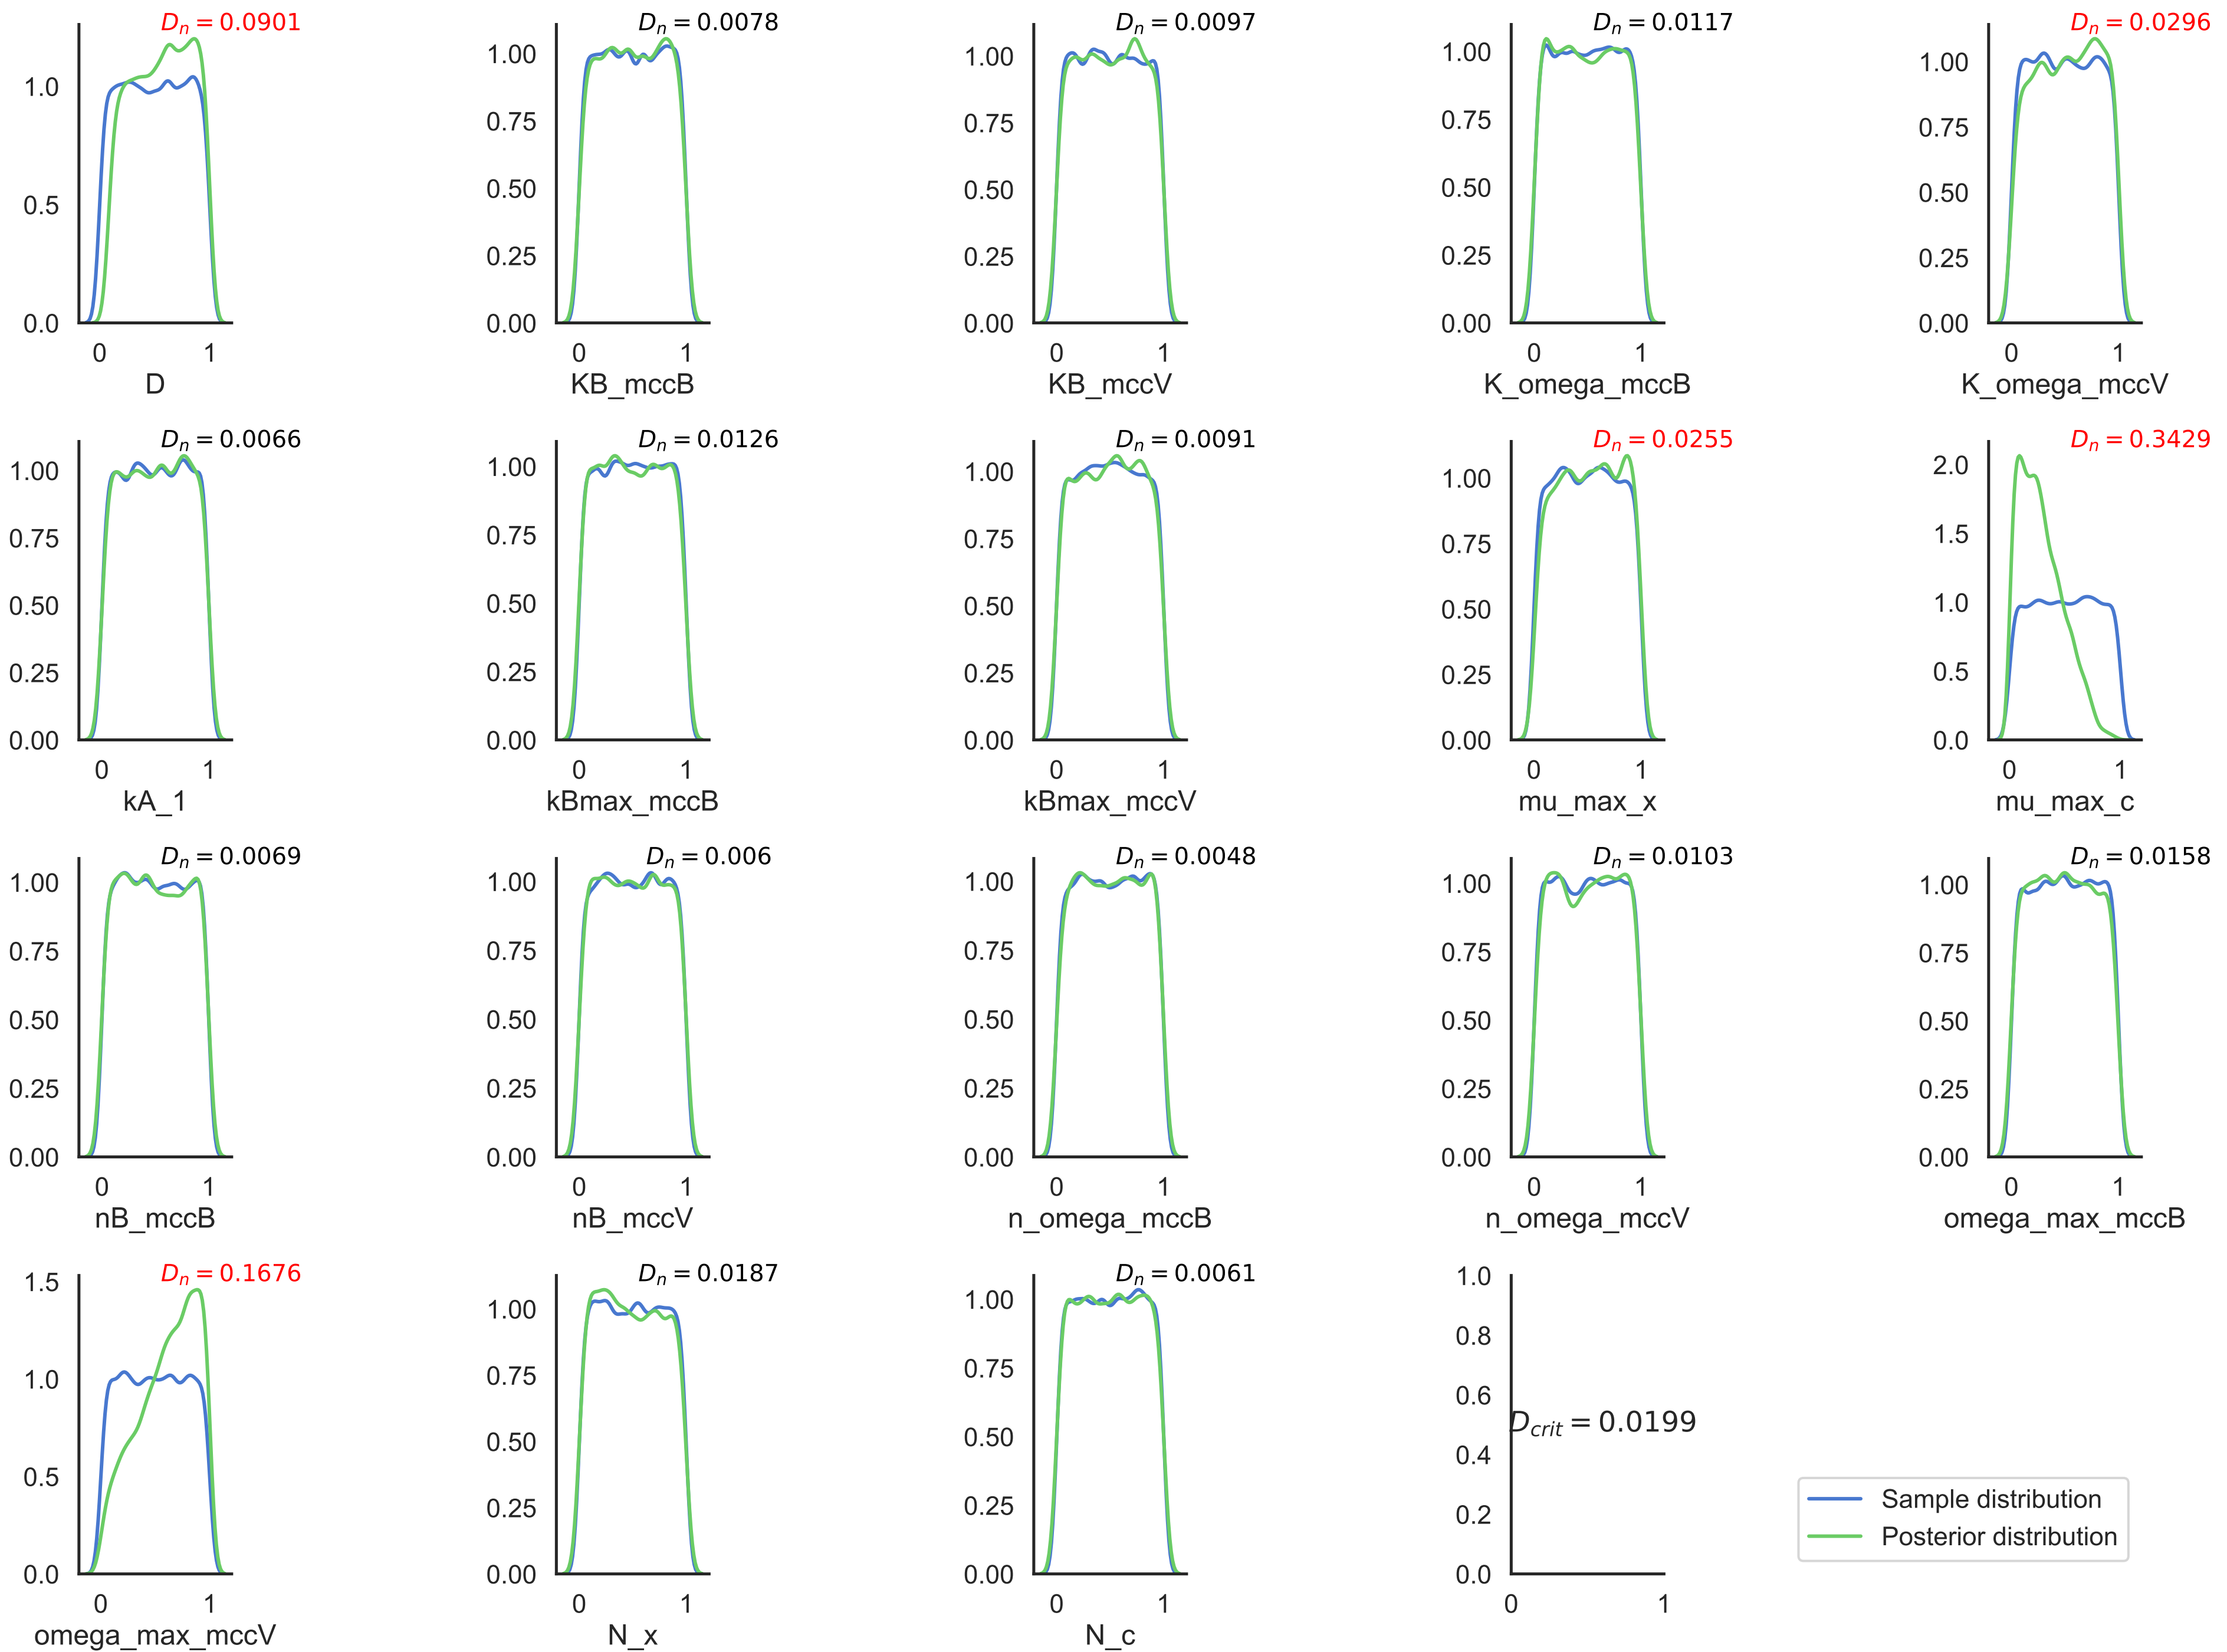 D_n = 0.0901
1.0
0.5
0.0
0 1
D
D_n = 0.0078
1.00
0.75
0.50
0.25
0.00
0 1
KB_mccB
D_n = 0.0097
1.00
0.75
0.50
0.25
0.00
0 1
KB_mccV
D_n = 0.0117
1.00
0.75
0.50
0.25
0.00
0 1
K_omega_mccB
D_n = 0.0296
1.00
0.75
0.50
0.25
0.00
0 1
K_omega_mccV
D_n = 0.0066
1.00
0.75
0.50
0.25
0.00
0 1
kA_1
D_n = 0.0126
1.00
0.75
0.50
0.25
0.00
0 1
kBmax_mccB
D_n = 0.0091
1.00
0.75
0.50
0.25
0.00
0 1
kBmax_mccV
D_n = 0.0255
1.00
0.75
0.50
0.25
0.00
0 1
mu_max_x
D_n = 0.3429
2.0
1.5
1.0
0.5
0.0
0 1
mu_max_c
D_n = 0.0069
1.00
0.75
0.50
0.25
0.00
0 1
nB_mccB
D_n = 0.006
1.00
0.75
0.50
0.25
0.00
0 1
nB_mccV
D_n = 0.0048
1.00
0.75
0.50
0.25
0.00
0 1
n_omega_mccB
D_n = 0.0103
1.00
0.75
0.50
0.25
0.00
0 1
n_omega_mccV
D_n = 0.0158
1.00
0.75
0.50
0.25
0.00
0 1
omega_max_mccB
D_n = 0.1676
1.5
1.0
0.5
0.0
0 1
omega_max_mccV
D_n = 0.0187
1.00
0.75
0.50
0.25
0.00
0 1
N_x
D_n = 0.0061
1.00
0.75
0.50
0.25
0.00
0 1
N_c
1.0
0.8
0.6
D_crit = 0.0199
0.4
0.2
0.0
0 1
Sample distribution
Posterior distribution